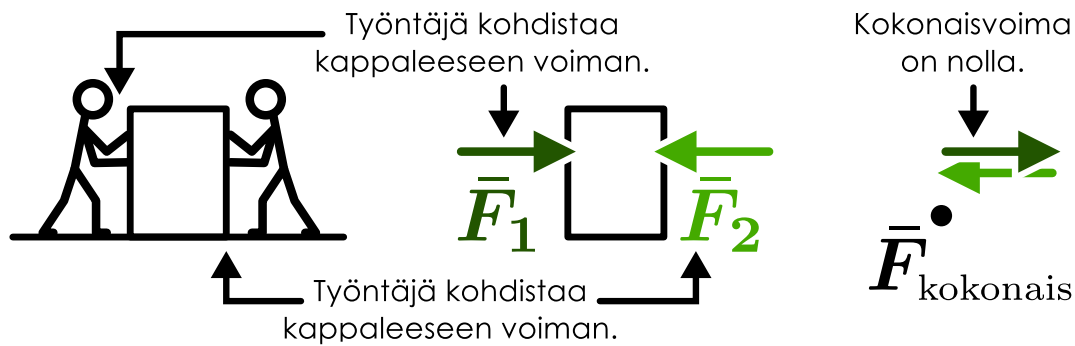 Työntäjä kohdistaa
kappaleeseen voiman.
Kokonaisvoima
on nolla.
F̄₁
F̄₂
F̄kokonais
Työntäjä kohdistaa
kappaleeseen voiman.